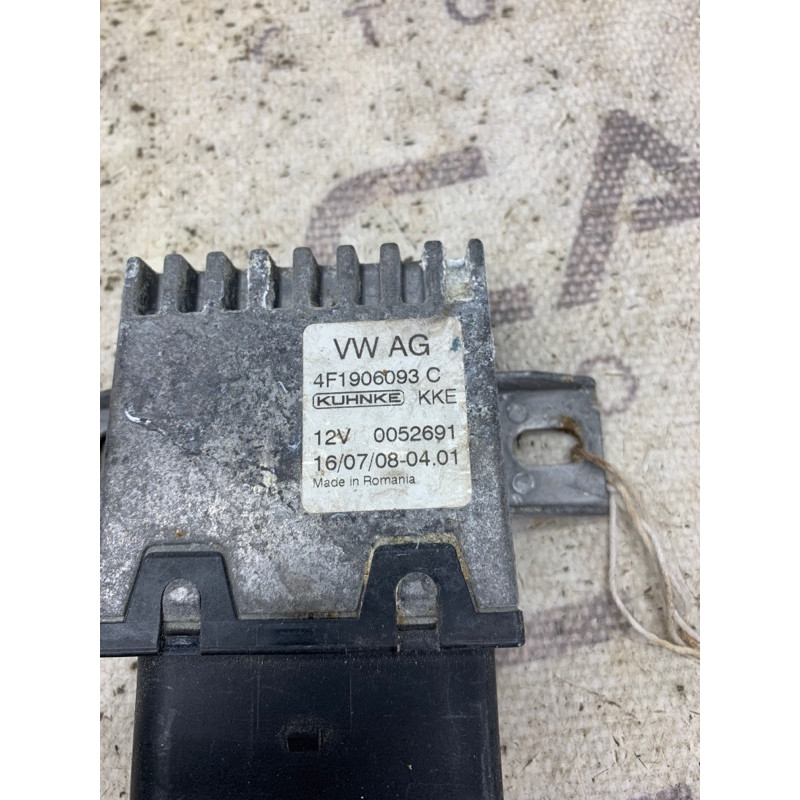 VW AG
4F1906093 C
KUHNKE KKE
12V 0052691
16/07/08-04.01
Made in Romania